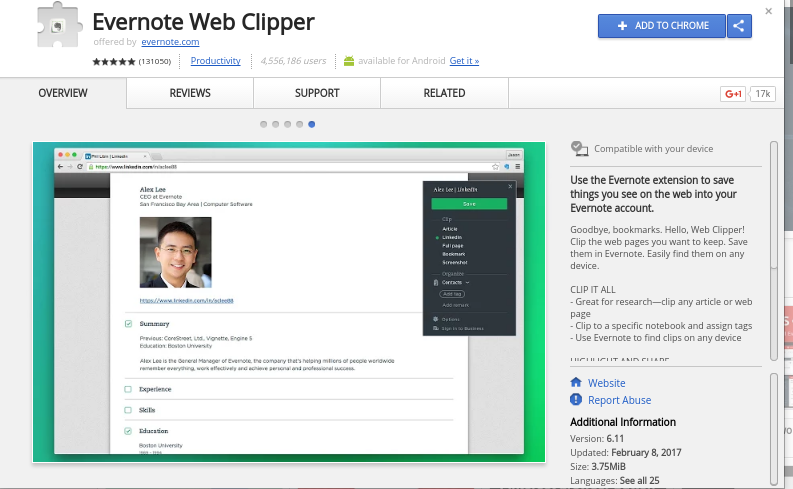 Evernote Web Clipper
offered by evernote.com
(131050)
Productivity
4,556,186 users
available for Android Get it »
ADD TO CHROME
OVERVIEW
REVIEWS
SUPPORT
RELATED
G+1
17k
Alex Lee | LinkedIn
https://www.linkedin.com/in/aclee88
Alex Lee
CEO at Evernote
San Francisco Bay Area | Computer Software
https://www.linkedin.com/in/aclee88
Summary
Previous: CoreStreet, Ltd., Vignette, Engine 5
Education: Boston University
Alex Lee is the General Manager of Evernote, the company that's helping millions of people worldwide
remember everything, work effectively and achieve personal and professional success.
Experience
Skills
Education
Boston University
Alex Lee | LinkedIn
Save
Clip
Article
LinkedIn
Full page
Bookmark
Screenshot
Organize
Contacts
Add tag
Add remark
Options
Sign in to Business
Compatible with your device
Use the Evernote extension to save
things you see on the web into your
Evernote account.
Goodbye, bookmarks. Hello, Web Clipper!
Clip the web pages you want to keep. Save
them in Evernote. Easily find them on any
device.
CLIP IT ALL
- Great for research—clip any article or web
page
- Clip to a specific notebook and assign tags
- Use Evernote to find clips on any device
HIGHLIGHT AND SHARE
Website
Report Abuse
Additional Information
Version: 6.11
Updated: February 8, 2017
Size: 3.75MiB
Languages: See all 25